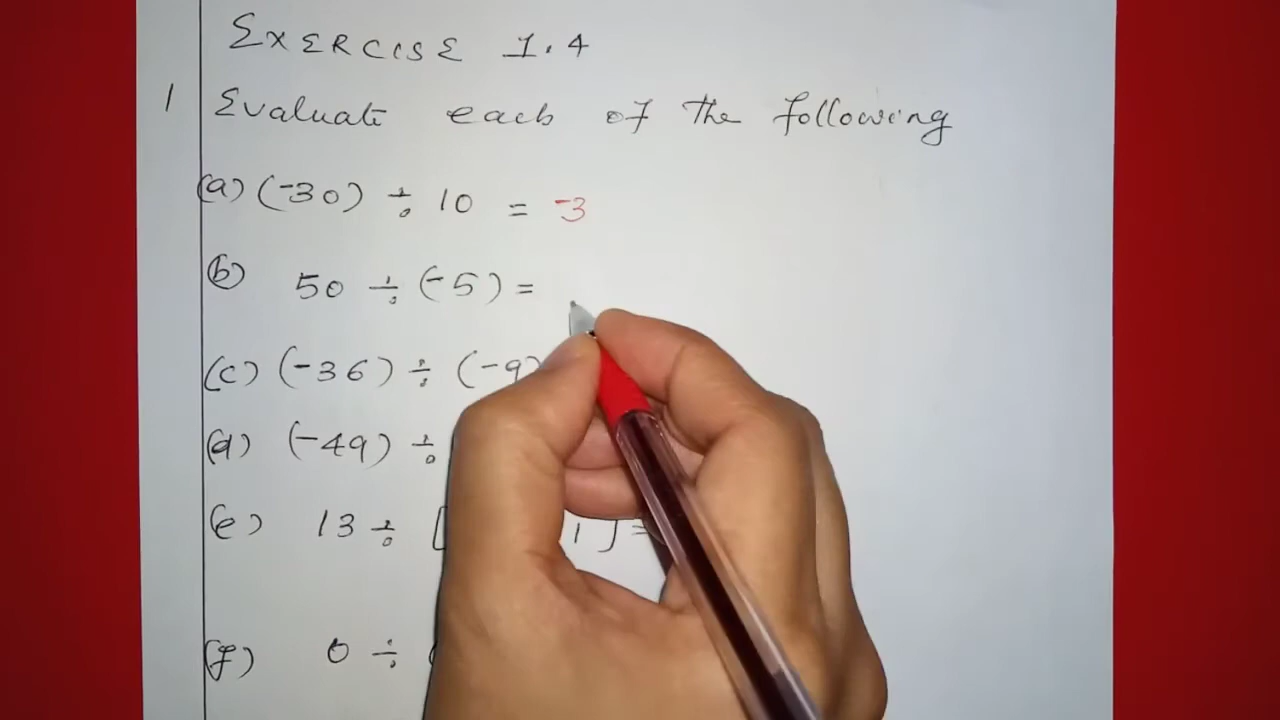 EXERCISE 1.4
1 Evaluate each of the following
(a) (-30) ÷ 10 = -3
(b) 50 ÷ (-5) =
(c) (-36) ÷ (-9)
(d) (-49) ÷
(e) 13 ÷ [ 1 ] =
(f) 0 ÷